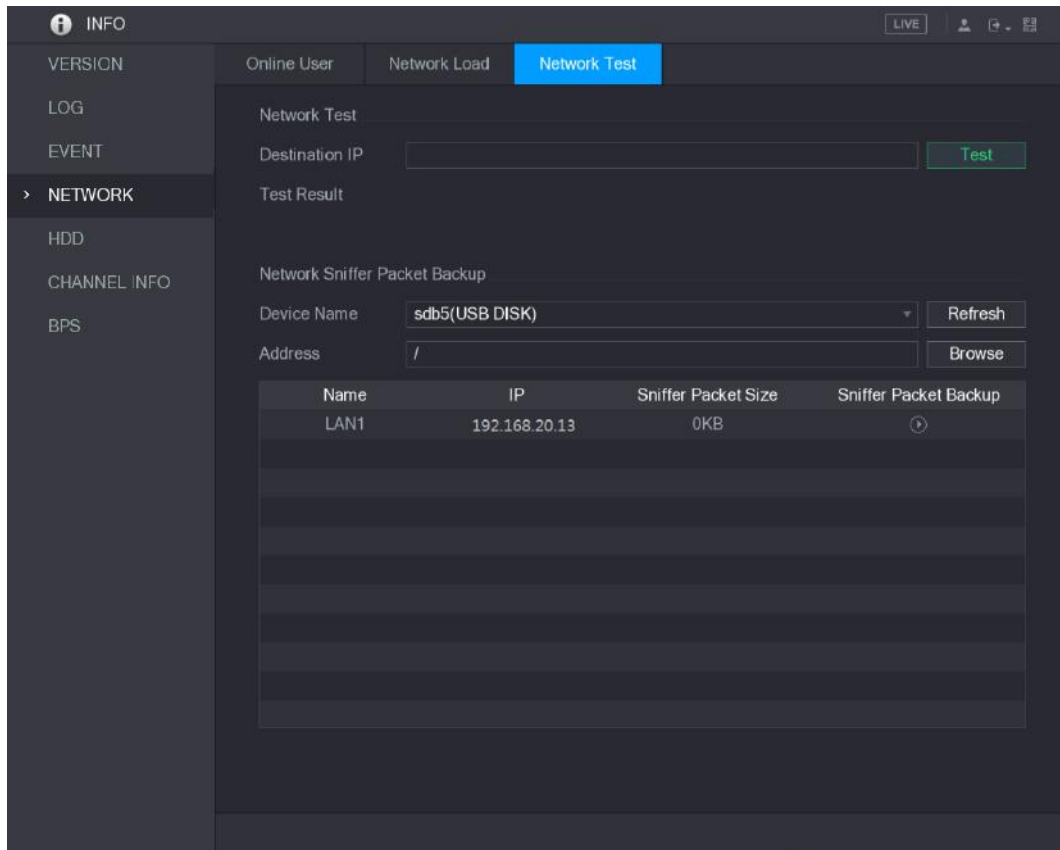 INFO
LIVE
VERSION
LOG
EVENT
> NETWORK
HDD
CHANNEL INFO
BPS
Online User Network Load Network Test
Network Test
Destination IP Test
Test Result
Network Sniffer Packet Backup
Device Name sdb5(USB DISK) Refresh
Address / Browse
Name IP Sniffer Packet Size Sniffer Packet Backup
LAN1 192.168.20.13 0KB